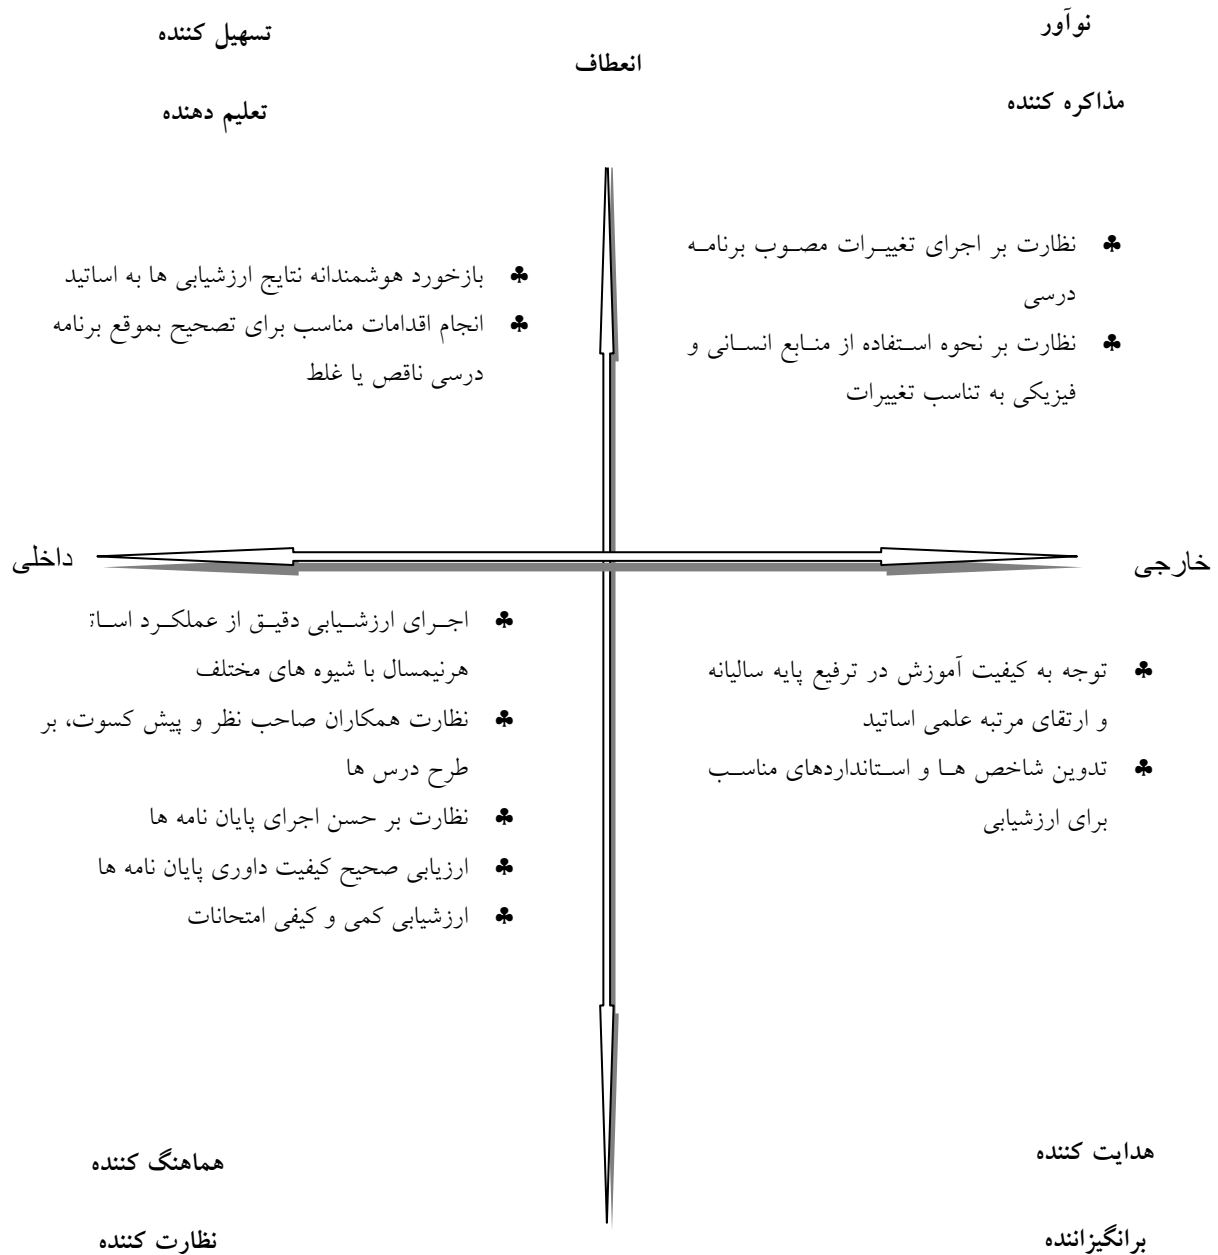 نوآور
تسهیل کننده
انعطاف
مذاکره کننده
تعلیم دهنده
♣ نظارت بر اجرای تغییرات مصوب برنامه
درسی
♣ نظارت بر نحوه استفاده از منابع انسانی و
فیزیکی به تناسب تغییرات
♣ بازخورد هوشمندانه نتایج ارزشیابی ها به اساتید
♣ انجام اقدامات مناسب برای تصحیح بموقع برنامه
درسی ناقص یا غلط
خارجی
داخلی
♣ توجه به کیفیت آموزش در ترفیع پایه سالیانه
و ارتقای مرتبه علمی اساتید
♣ تدوین شاخص ها و استانداردهای مناسب
برای ارزشیابی
♣ اجرای ارزشیابی دقیق از عملکرد
هرنیمسال با شیوه های مختلف
♣ نظارت همکاران صاحب نظر و پیش کسوت، بر
طرح درس ها
♣ نظارت بر حسن اجرای پایان نامه ها
♣ ارزیابی صحیح کیفیت داوری پایان نامه ها
♣ ارزشیابی کمی و کیفی امتحانات
هدایت کننده
هماهنگ کننده
برانگیزاننده
نظارت کننده